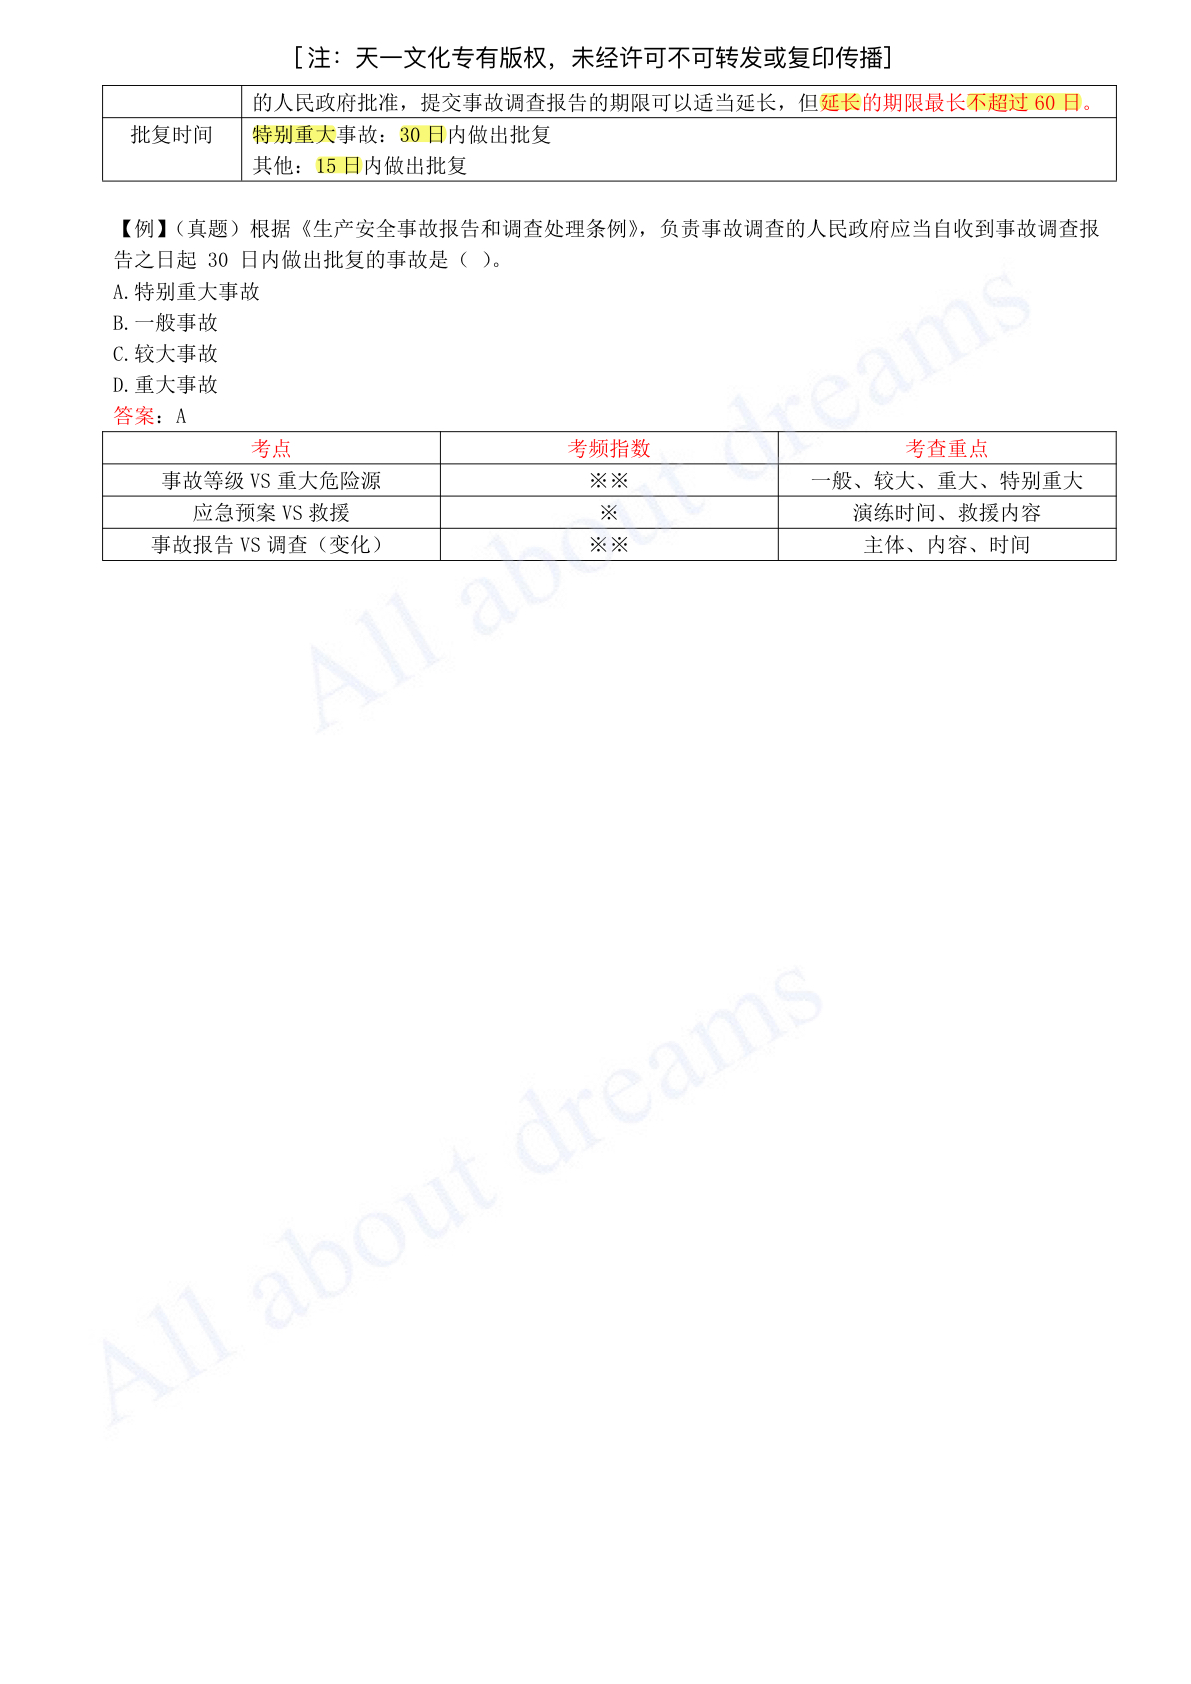 [注：天一文化专有版权，未经许可不可转发或复印传播]
的人民政府批准，提交事故调查报告的期限可以适当延长，但延长的期限最长不超过 60 日。
批复时间
特别重大事故：30 日内做出批复
其他：15 日内做出批复
【例】（真题）根据《生产安全事故报告和调查处理条例》，负责事故调查的人民政府应当自收到事故调查报
告之日起 30 日内做出批复的事故是（ ）。
A.特别重大事故
B.一般事故
C.较大事故
D.重大事故
答案：A
考点 考频指数 考查重点
事故等级 VS 重大危险源 ※※ 一般、较大、重大、特别重大
应急预案 VS 救援 ※ 演练时间、救援内容
事故报告 VS 调查（变化） ※※ 主体、内容、时间
All about dreams
All about dreams